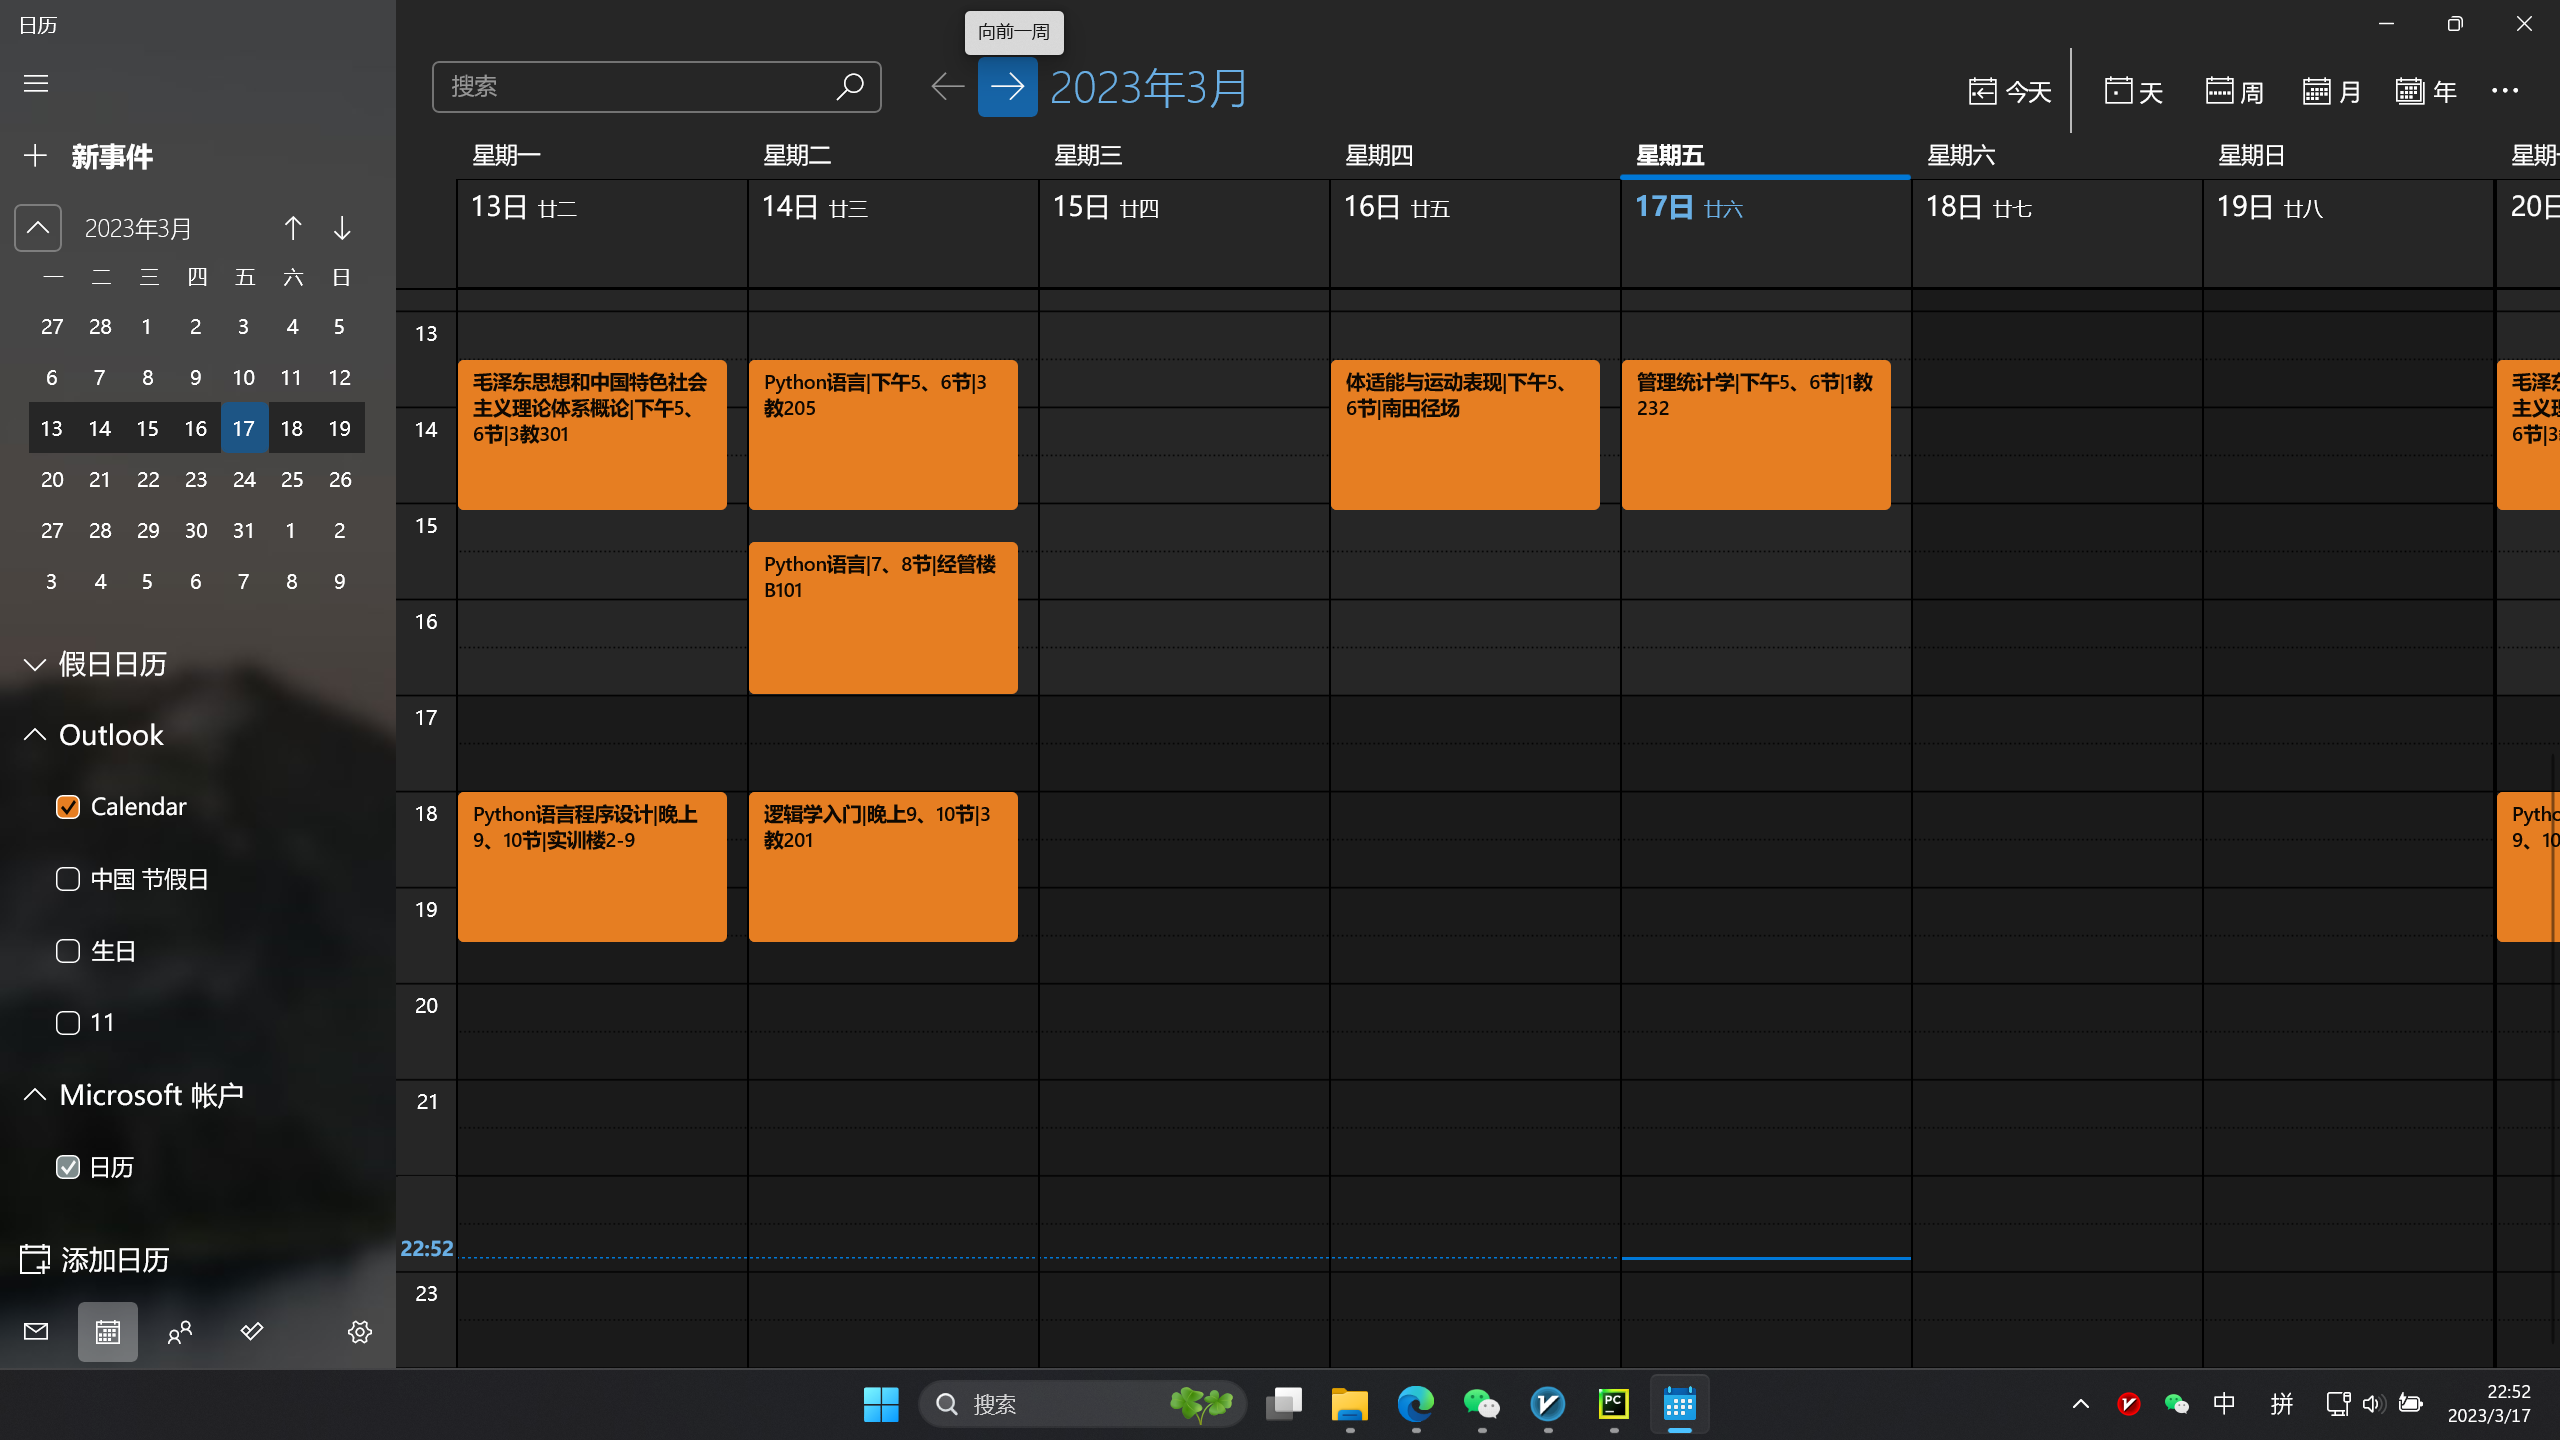 日历
向前一周
搜索
2023年3月
今天
天
周
月
年
新事件
2023年3月
一 二 三 四 五 六 日
27 28 1 2 3 4 5
6 7 8 9 10 11 12
13 14 15 16 17 18 19
20 21 22 23 24 25 26
27 28 29 30 31 1 2
3 4 5 6 7 8 9
假日日历
Outlook
Calendar
中国 节假日
生日
11
Microsoft 帐户
日历
添加日历
星期一 星期二 星期三 星期四 星期五 星期六 星期日 星期
13日 廿二 14日 廿三 15日 廿四 16日 廿五 17日 廿六 18日 廿七 19日 廿八 20日
13
14
15
16
17
18
19
20
21
22:52
23
毛泽东思想和中国特色社会
主义理论体系概论|下午5、
6节|3教301
Python语言|下午5、6节|3
教205
体适能与运动表现|下午5、
6节|南田径场
管理统计学|下午5、6节|1教
232
毛泽东
主义理
6节|3
Python语言|7、8节|经管楼
B101
Python语言程序设计|晚上
9、10节|实训楼2-9
逻辑学入门|晚上9、10节|3
教201
Pytho
9、10
搜索
PC
中
拼
22:52
2023/3/17